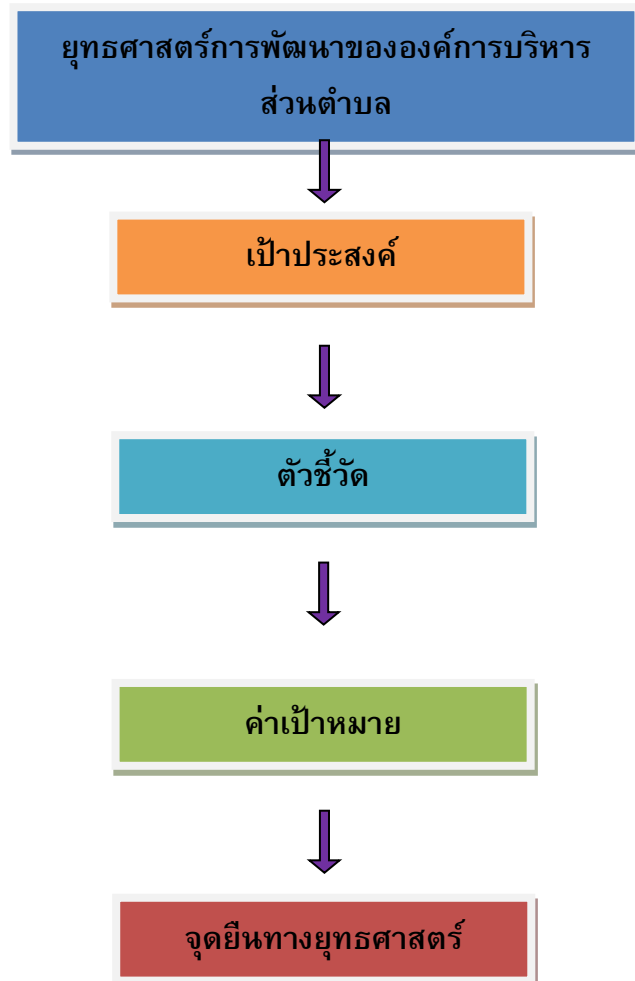 ยุทธศาสตร์การพัฒนาขององค์การบริหาร
ส่วนตำบล
เป้าประสงค์
ตัวชี้วัด
ค่าเป้าหมาย
จุดยืนทางยุทธศาสตร์